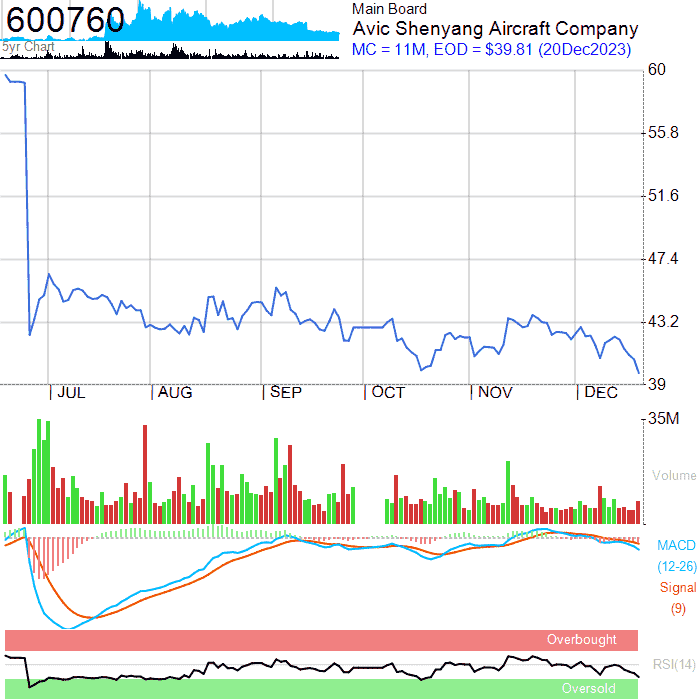 600760
5yr Chart
Main Board
Avic Shenyang Aircraft Company
MC = 11M, EOD = $39.81 (20Dec2023)
60
55.8
51.6
47.4
43.2
39
JUL
AUG
SEP
OCT
NOV
DEC
35M
Volume
MACD
(12-26)
Signal
(9)
Overbought
RSI(14)
Oversold